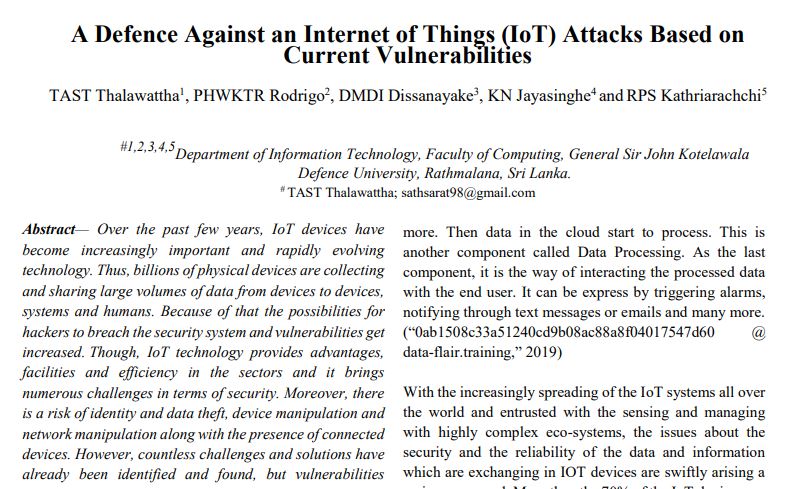 A Defence Against an Internet of Things (IoT) Attacks Based on
Current Vulnerabilities
TAST Thalawattha1, PHWKTR Rodrigo2, DMDI Dissanayake3, KN Jayasinghe4 and RPS Kathriarachchi5
#1,2,3,4,5Department of Information Technology, Faculty of Computing, General Sir John Kotelawala
Defence University, Rathmalana, Sri Lanka.
# TAST Thalawattha; sathsarat98@gmail.com
Abstract— Over the past few years, IoT devices have
become increasingly important and rapidly evolving
technology. Thus, billions of physical devices are collecting
and sharing large volumes of data from devices to devices,
systems and humans. Because of that the possibilities for
hackers to breach the security system and vulnerabilities get
increased. Though, IoT technology provides advantages,
facilities and efficiency in the sectors and it brings
numerous challenges in terms of security. Moreover, there
is a risk of identity and data theft, device manipulation and
network manipulation along with the presence of connected
devices. However, countless challenges and solutions have
already been identified and found, but vulnerabilities
more. Then data in the cloud start to process. This is
another component called Data Processing. As the last
component, it is the way of interacting the processed data
with the end user. It can be express by triggering alarms,
notifying through text messages or emails and many more.
(“0ab1508c33a51240cd9b08ac88a8f04017547d60 @
data-flair.training,” 2019)
With the increasingly spreading of the IoT systems all over
the world and entrusted with the sensing and managing
with highly complex eco-systems, the issues about the
security and the reliability of the data and information
which are exchanging in IOT devices are swiftly arising a